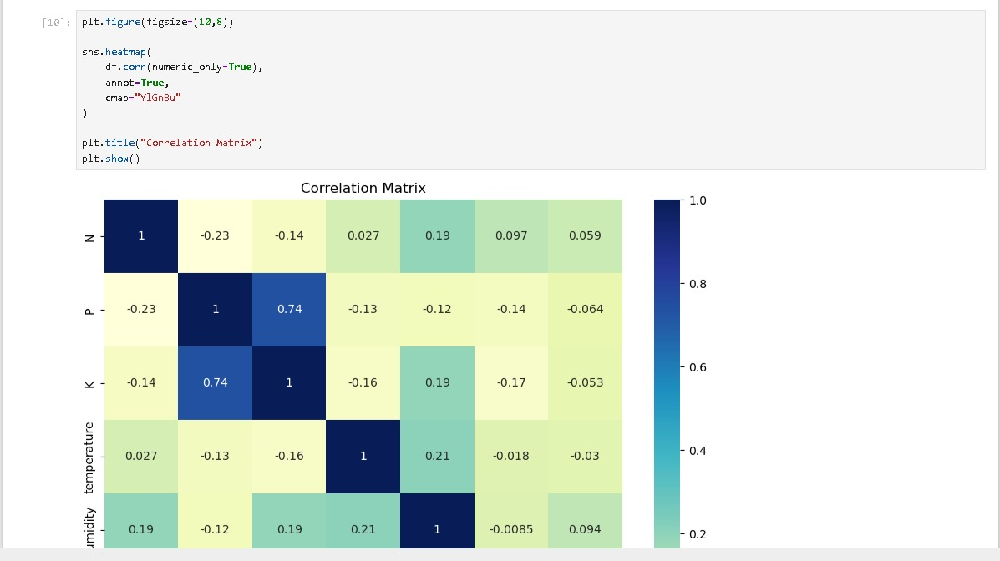 [10]:
plt.figure(figsize=(10,8))
sns.heatmap(
    df.corr(numeric_only=True),
    annot=True,
    cmap="YlGnBu"
)
plt.title("Correlation Matrix")
plt.show()
Correlation Matrix
N 1 -0.23 -0.14 0.027 0.19 0.097 0.059
P -0.23 1 0.74 -0.13 -0.12 -0.14 -0.064
K -0.14 0.74 1 -0.16 0.19 -0.17 -0.053
temperature 0.027 -0.13 -0.16 1 0.21 -0.018 -0.03
umidity 0.19 -0.12 0.19 0.21 1 -0.0085 0.094
1.0
0.8
0.6
0.4
0.2